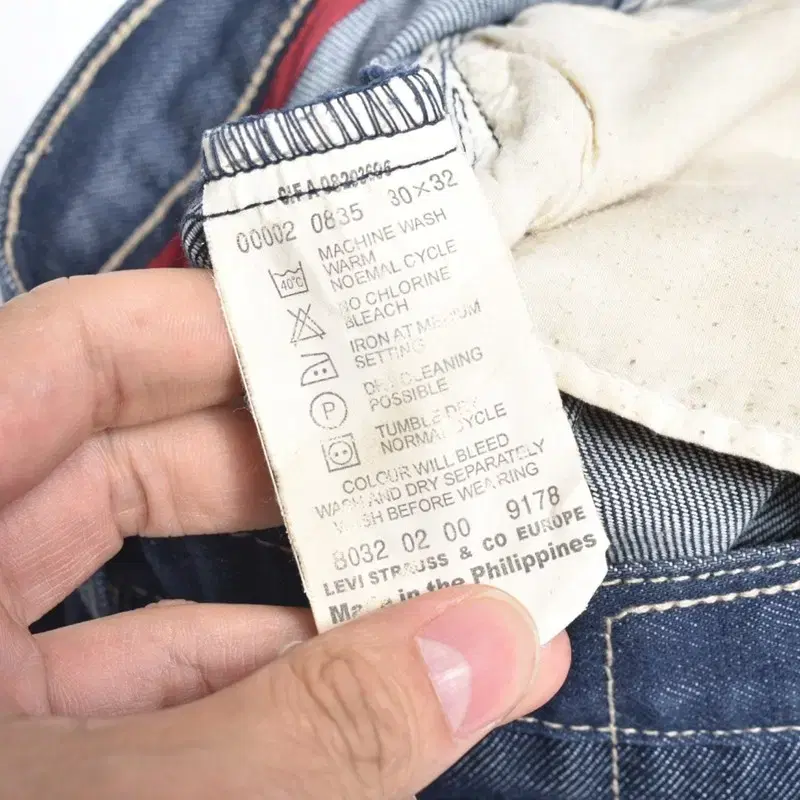 00002 0835 30×32
MACHINE WASH
WARM
NOEMAL CYCLE
40°C
NO CHLORINE
BLEACH
IRON AT MEDIUM
SETTING
DRY CLEANING
POSSIBLE
P
TUMBLE DRY
NORMAL CYCLE
COLOUR WILL BLEED
WASH AND DRY SEPARATELY
WASH BEFORE WEARING
8032 02 00 9178
LEVI STRAUSS & CO EUROPE
Made in the Philippines